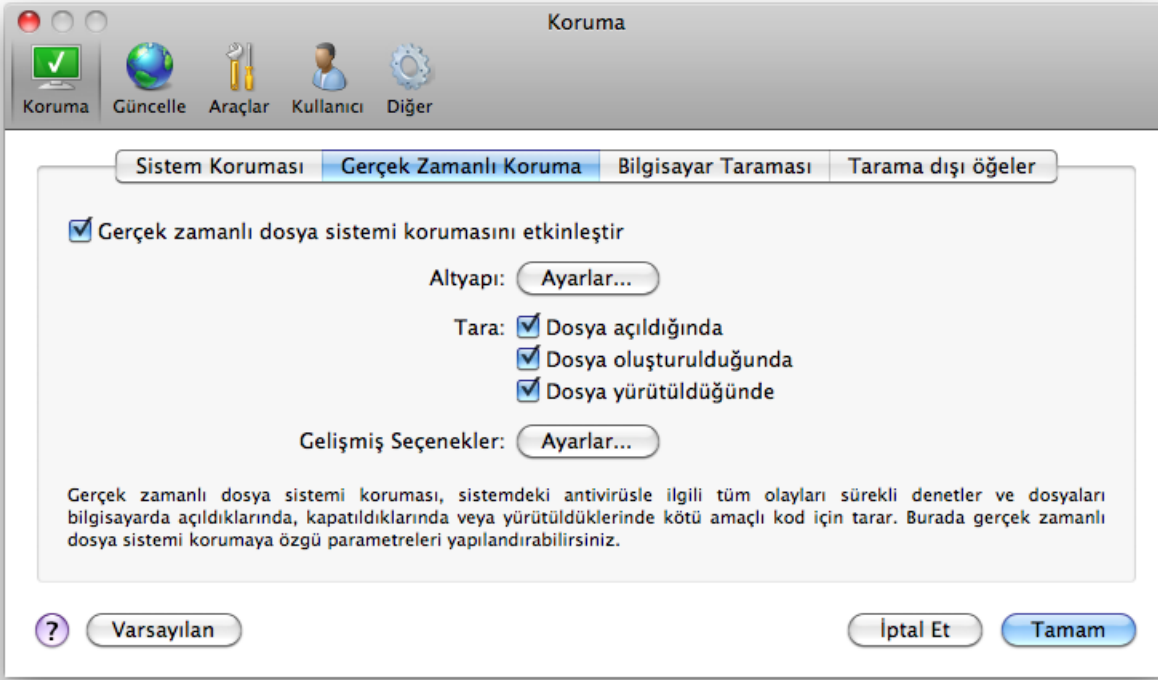 Koruma
Koruma Güncelle Araçlar Kullanıcı Diğer
Sistem Koruması Gerçek Zamanlı Koruma Bilgisayar Taraması Tarama dışı öğeler
Gerçek zamanlı dosya sistemi korumasını etkinleştir
Altyapı: Ayarlar...
Tara: Dosya açıldığında
Dosya oluşturulduğunda
Dosya yürütüldüğünde
Gelişmiş Seçenekler: Ayarlar...
Gerçek zamanlı dosya sistemi koruması, sistemdeki antivirüsle ilgili tüm olayları sürekli denetler ve dosyaları
bilgisayarda açıldıklarında, kapatıldıklarında veya yürütüldüklerinde kötü amaçlı kod için tarar. Burada gerçek zamanlı
dosya sistemi korumaya özgü parametreleri yapılandırabilirsiniz.
? Varsayılan İptal Et Tamam